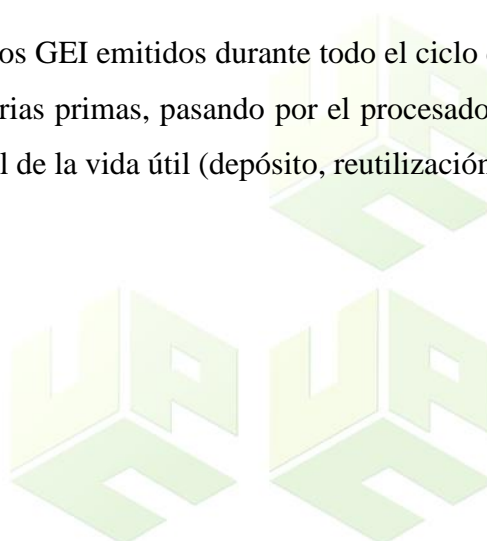 os GEI emitidos durante todo el ciclo
rias primas, pasando por el procesado
l de la vida útil (depósito, reutilización